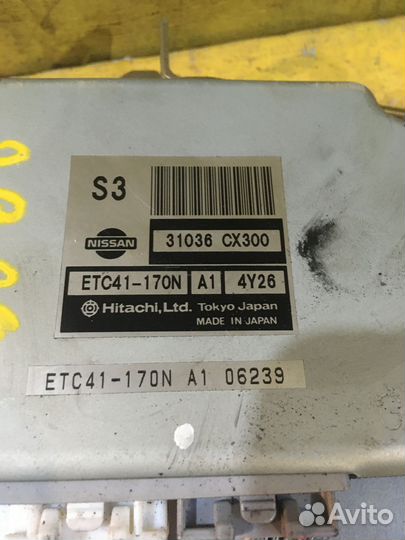 S3
NISSAN
31036 CX300
ETC41-170N A1 4Y26
Hitachi, Ltd. Tokyo Japan
MADE IN JAPAN
ETC41-170N A1 06239
Avito